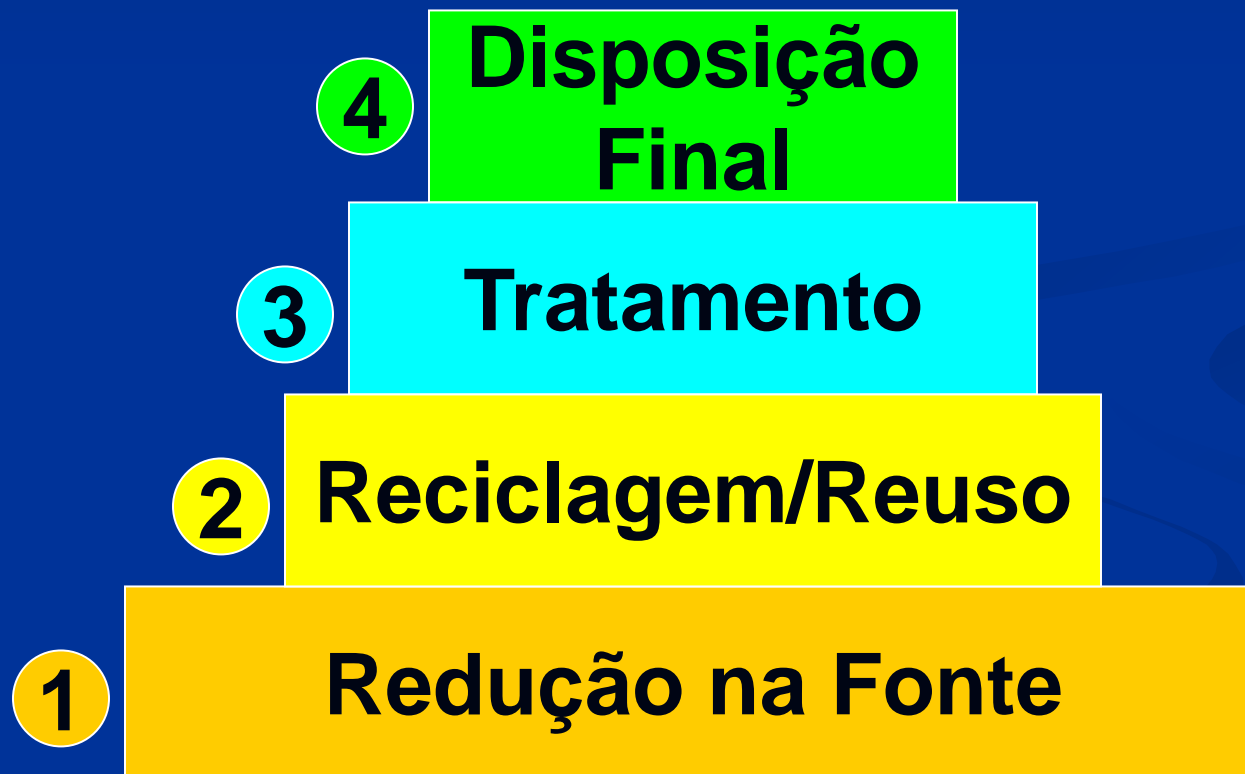 4
Disposição
Final
3
Tratamento
2
Reciclagem/Reuso
1
Redução na Fonte